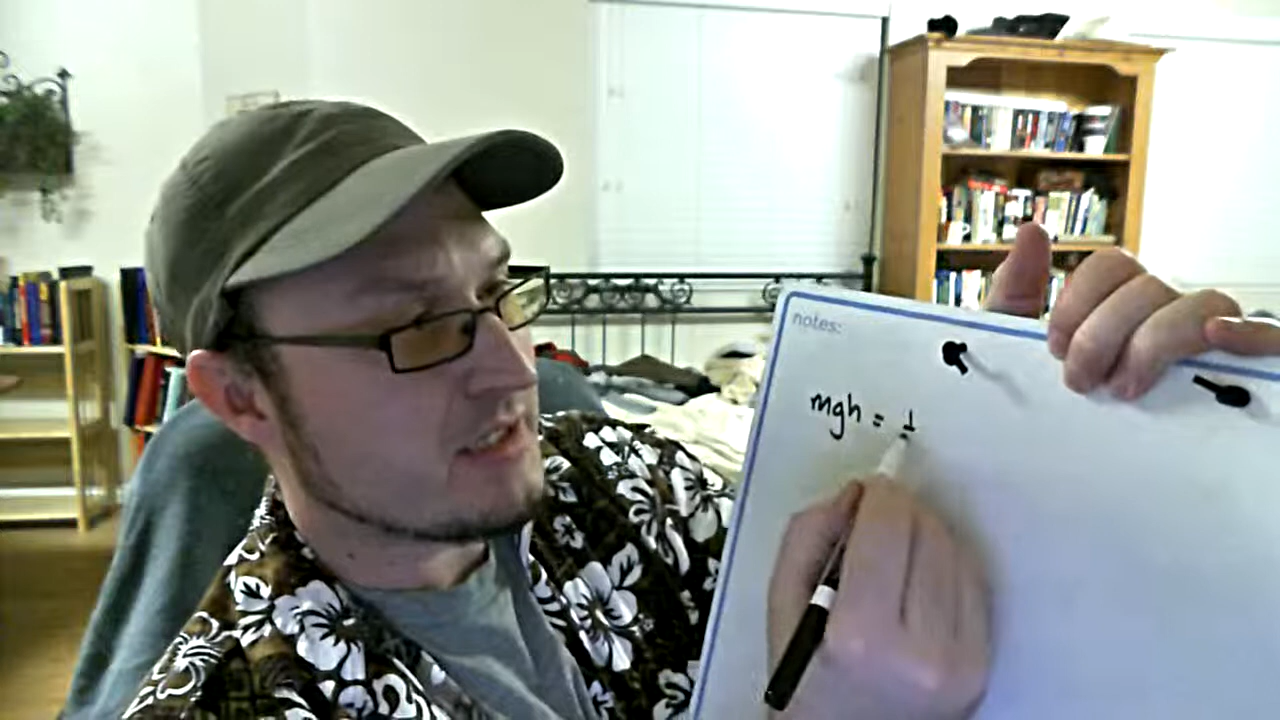 notes:
mgh = 1